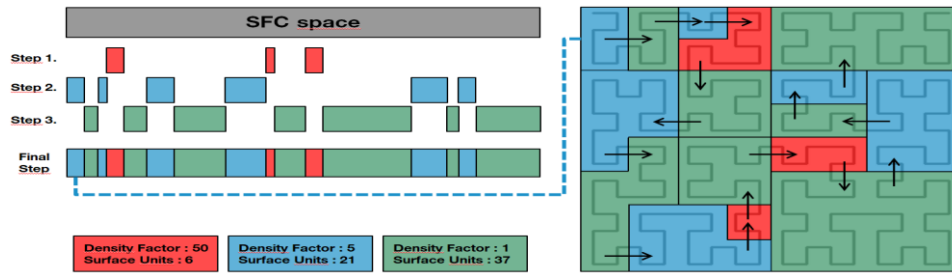 SFC space
Step 1.
Step 2.
Step 3.
Final
Step
Density Factor : 50
Surface Units : 6
Density Factor : 5
Surface Units : 21
Density Factor : 1
Surface Units : 37